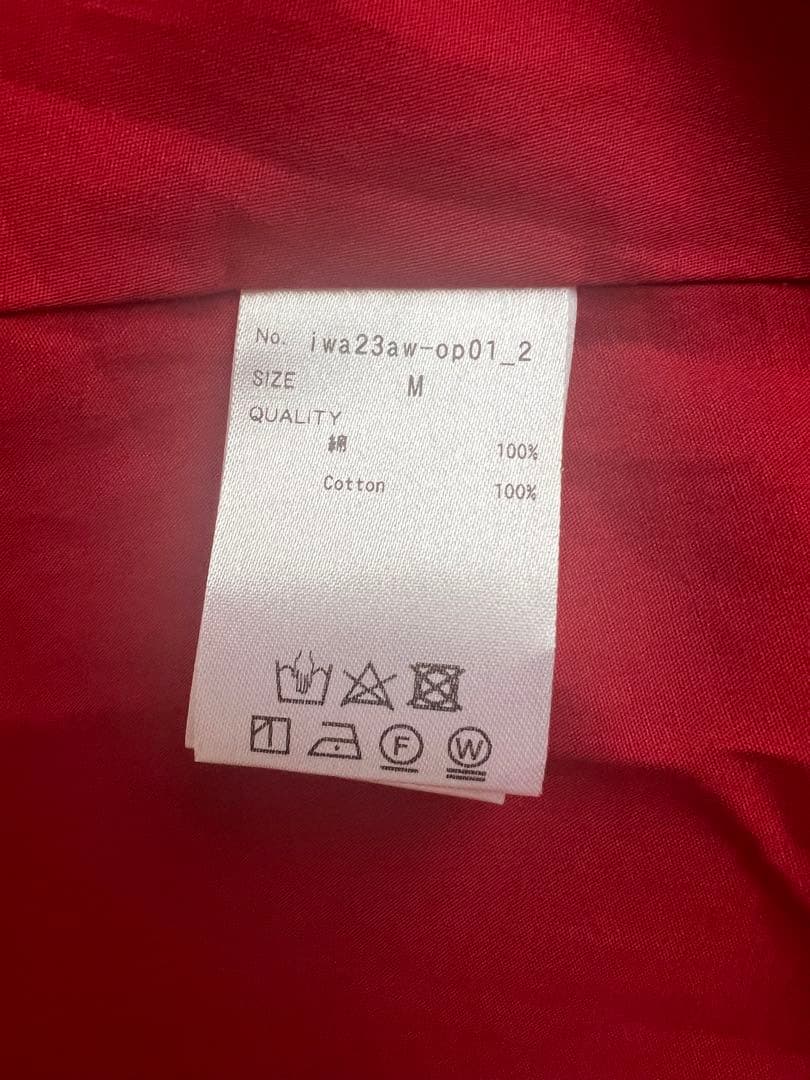 No. iwa23aw-op01_2
SIZE M
QUALITY
綿 100%
Cotton 100%
F W